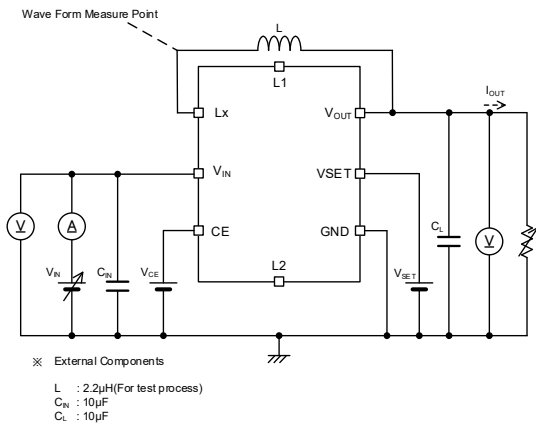 Wave Form Measure Point
L
L1
Lx
VOUT
IOUT
VIN
VSET
V
A
CE
GND
CL
V
VIN
CIN
VCE
L2
VSET
※ External Components
L : 2.2μH(For test process)
CIN : 10μF
CL : 10μF